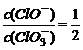 c(ClO⁻)/c(ClO₃⁻) = 1/2